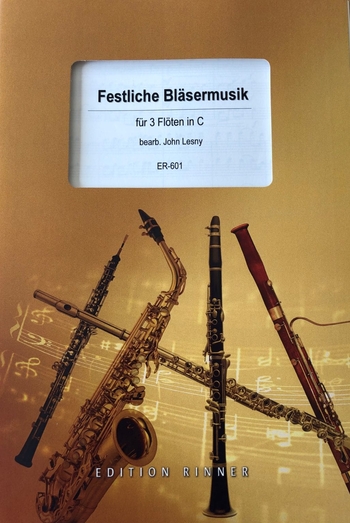 Festliche Bläsermusik
für 3 Flöten in C
bearb. John Lesny
ER-601
EDITION RINNER